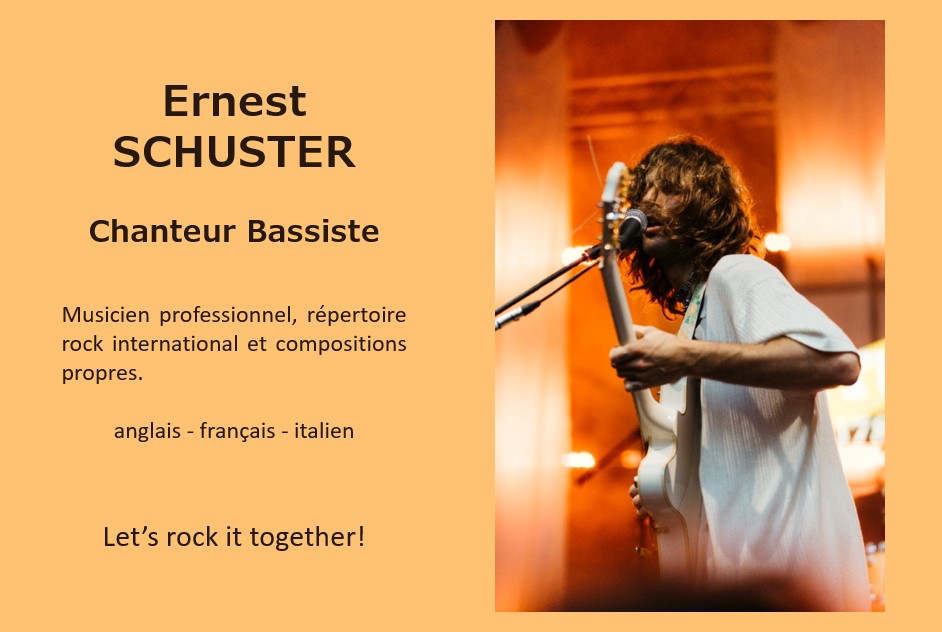 Ernest
SCHUSTER
Chanteur Bassiste
Musicien professionnel, répertoire
rock international et compositions
propres.
anglais - français - italien
Let’s rock it together!